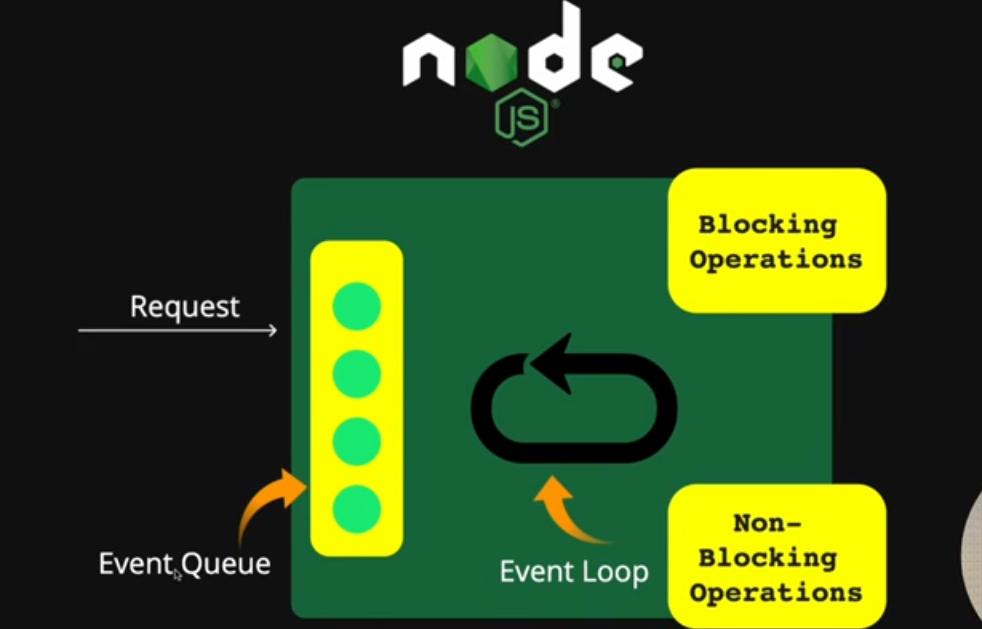 node
JS
®
Blocking
Operations
Request
Event Queue
Event Loop
Non-
Blocking
Operations